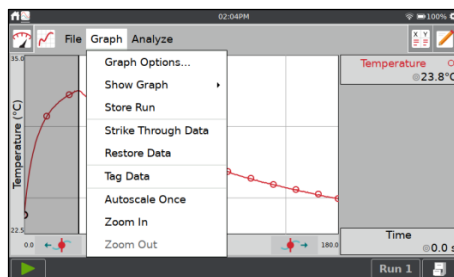 02:04PM
100%
File Graph Analyze
X Y
35.0
Temperature (°C)
22.5
Graph Options...
Show Graph
Store Run
Strike Through Data
Restore Data
Tag Data
Autoscale Once
Zoom In
Zoom Out
Temperature
23.8°C
0.0
180.0
Time
0.0 s
Run 1